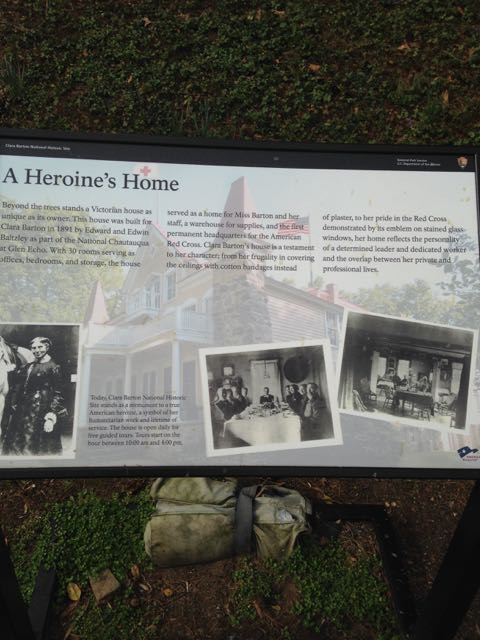 Clara Barton National Historic Site
National Park Service
U.S. Department of the Interior
A Heroine's Home
Beyond the trees stands a Victorian house as
unique as its owner. This house was built for
Clara Barton in 1891 by Edward and Edwin
Baltzley as part of the National Chautauqua
at Glen Echo. With 30 rooms serving as
offices, bedrooms, and storage, the house
served as a home for Miss Barton and her
staff, a warehouse for supplies, and the first
permanent headquarters for the American
Red Cross. Clara Barton's house is a testament
to her character; from her frugality in covering
the ceilings with cotton bandages instead
of plaster, to her pride in the Red Cross
demonstrated by its emblem on stained glass
windows, her home reflects the personality
of a determined leader and dedicated worker
and the overlap between her private and
professional lives.
Today, Clara Barton National Historic
Site stands as a monument to a true
American heroine, a symbol of her
humanitarian work and lifetime of
service. The house is open daily for
free guided tours. Tours start on the
hour between 10:00 am and 4:00 pm.